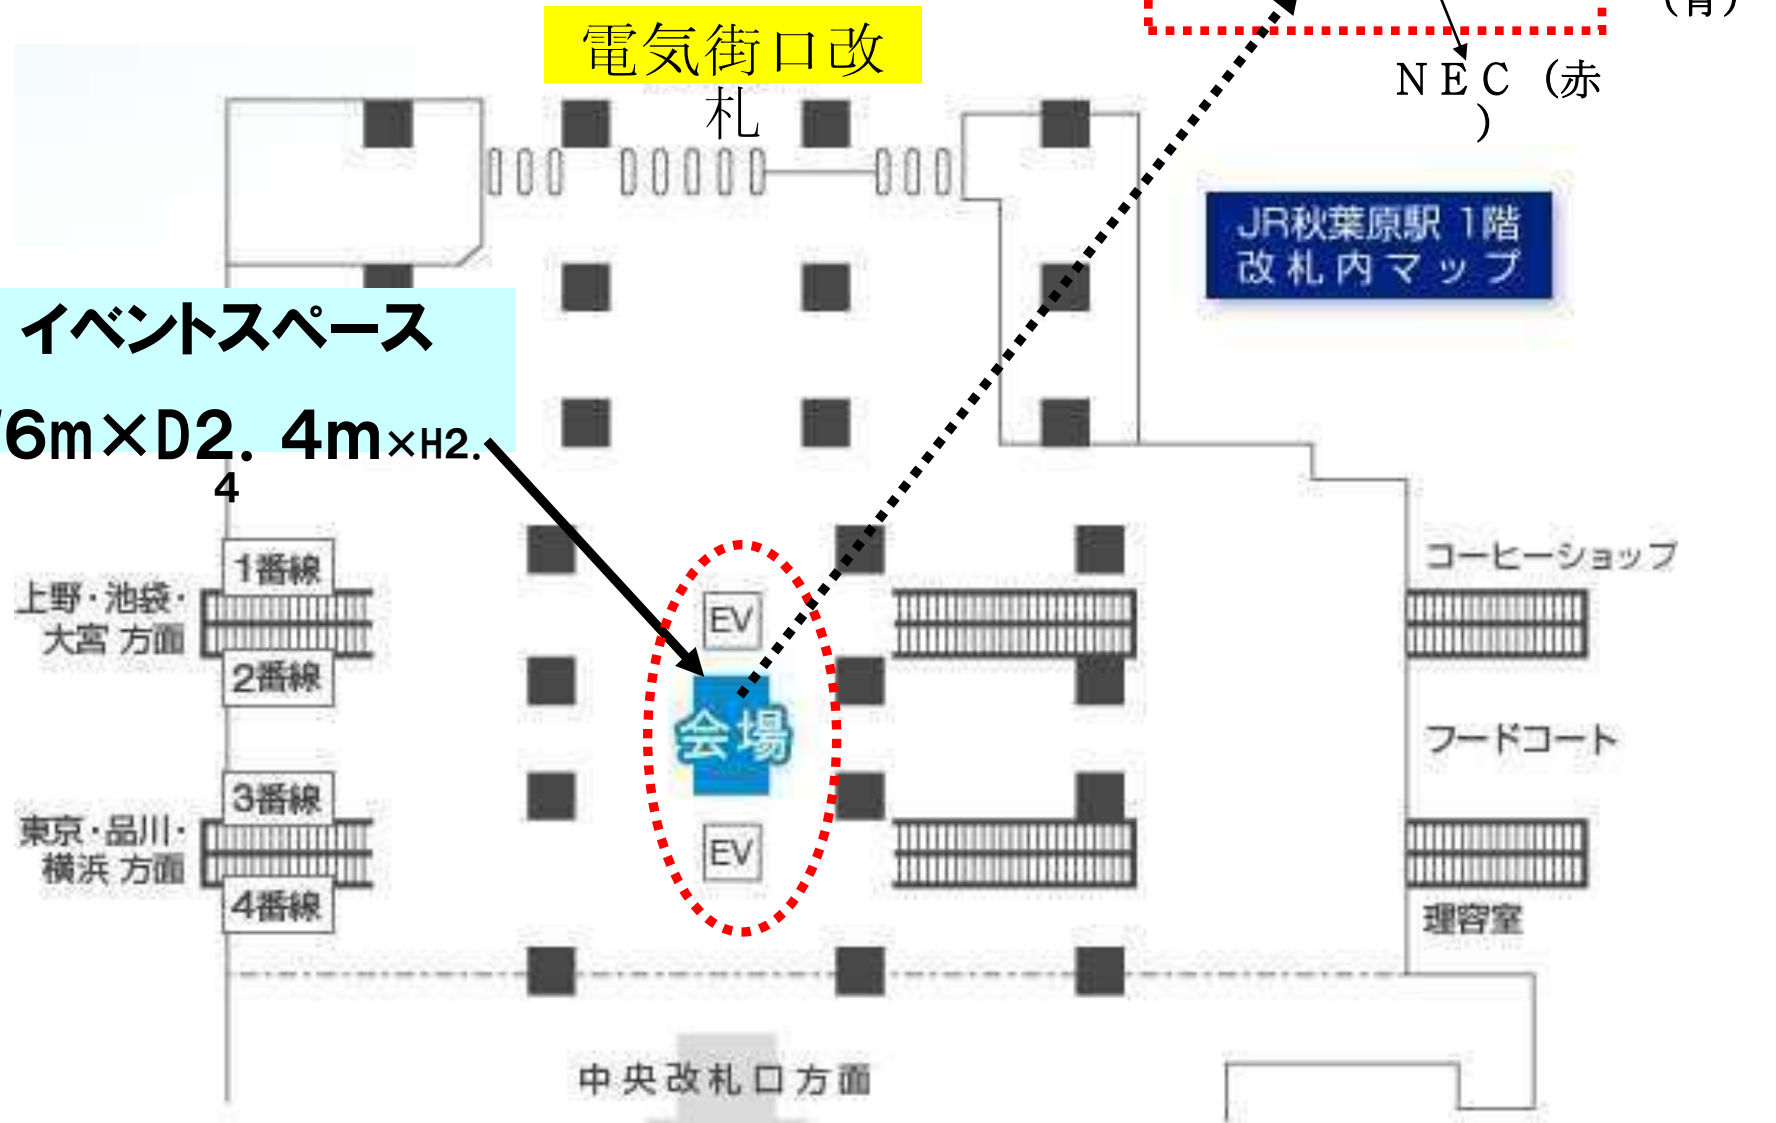 (青)
電気街口改
札
ＮＥＣ (赤
)
JR秋葉原駅 1階
改札内マップ
イベントスペース
6m×D2. 4m×H2.
4
1番線
上野・池袋・
大宮 方面
2番線
EV
コーヒーショップ
会場
フードコート
3番線
東京・品川・
横浜 方面
4番線
EV
理容室
中央改札口方面